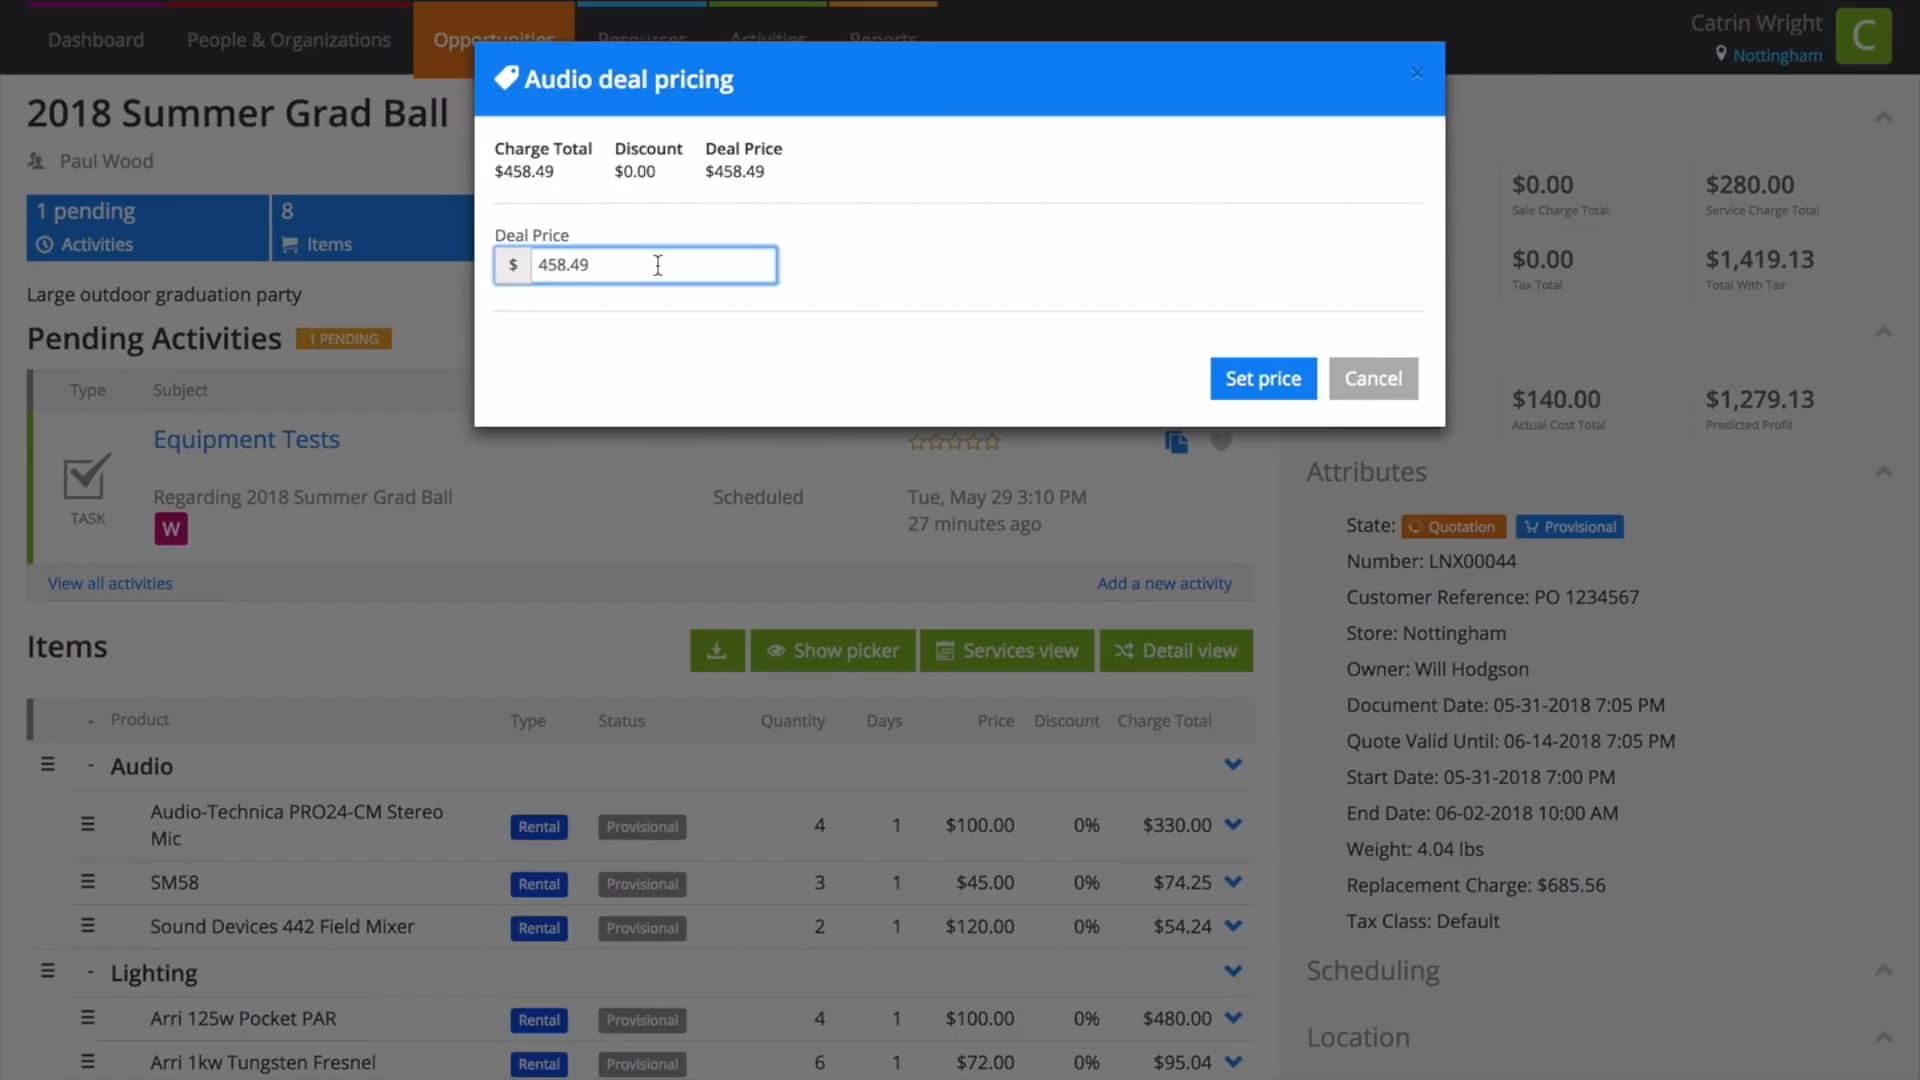 Dashboard
People & Organizations
Opportunities
Resources
Activities
Reports
Catrin Wright
Nottingham
C
Audio deal pricing
×
Charge Total
Discount
Deal Price
$458.49
$0.00
$458.49
Deal Price
$
458.49
Set price
Cancel
2018 Summer Grad Ball
Paul Wood
1 pending
Activities
8
Items
Large outdoor graduation party
Pending Activities
1 PENDING
Type
Subject
TASK
Equipment Tests
Regarding 2018 Summer Grad Ball
W
Scheduled
Tue, May 29 3:10 PM
27 minutes ago
View all activities
Add a new activity
Items
Show picker
Services view
Detail view
- Product Type Status Quantity Days Price Discount Charge Total
- Audio
Audio-Technica PRO24-CM Stereo
Mic
Rental Provisional 4 1 $100.00 0% $330.00
SM58 Rental Provisional 3 1 $45.00 0% $74.25
Sound Devices 442 Field Mixer Rental Provisional 2 1 $120.00 0% $54.24
- Lighting
Arri 125w Pocket PAR Rental Provisional 4 1 $100.00 0% $480.00
Arri 1kw Tungsten Fresnel Rental Provisional 6 1 $72.00 0% $95.04
$0.00
Sale Charge Total
$280.00
Service Charge Total
$0.00
Tax Total
$1,419.13
Total With Tax
$140.00
Actual Cost Total
$1,279.13
Predicted Profit
Attributes
State: Quotation Provisional
Number: LNX00044
Customer Reference: PO 1234567
Store: Nottingham
Owner: Will Hodgson
Document Date: 05-31-2018 7:05 PM
Quote Valid Until: 06-14-2018 7:05 PM
Start Date: 05-31-2018 7:00 PM
End Date: 06-02-2018 10:00 AM
Weight: 4.04 lbs
Replacement Charge: $685.56
Tax Class: Default
Scheduling
Location